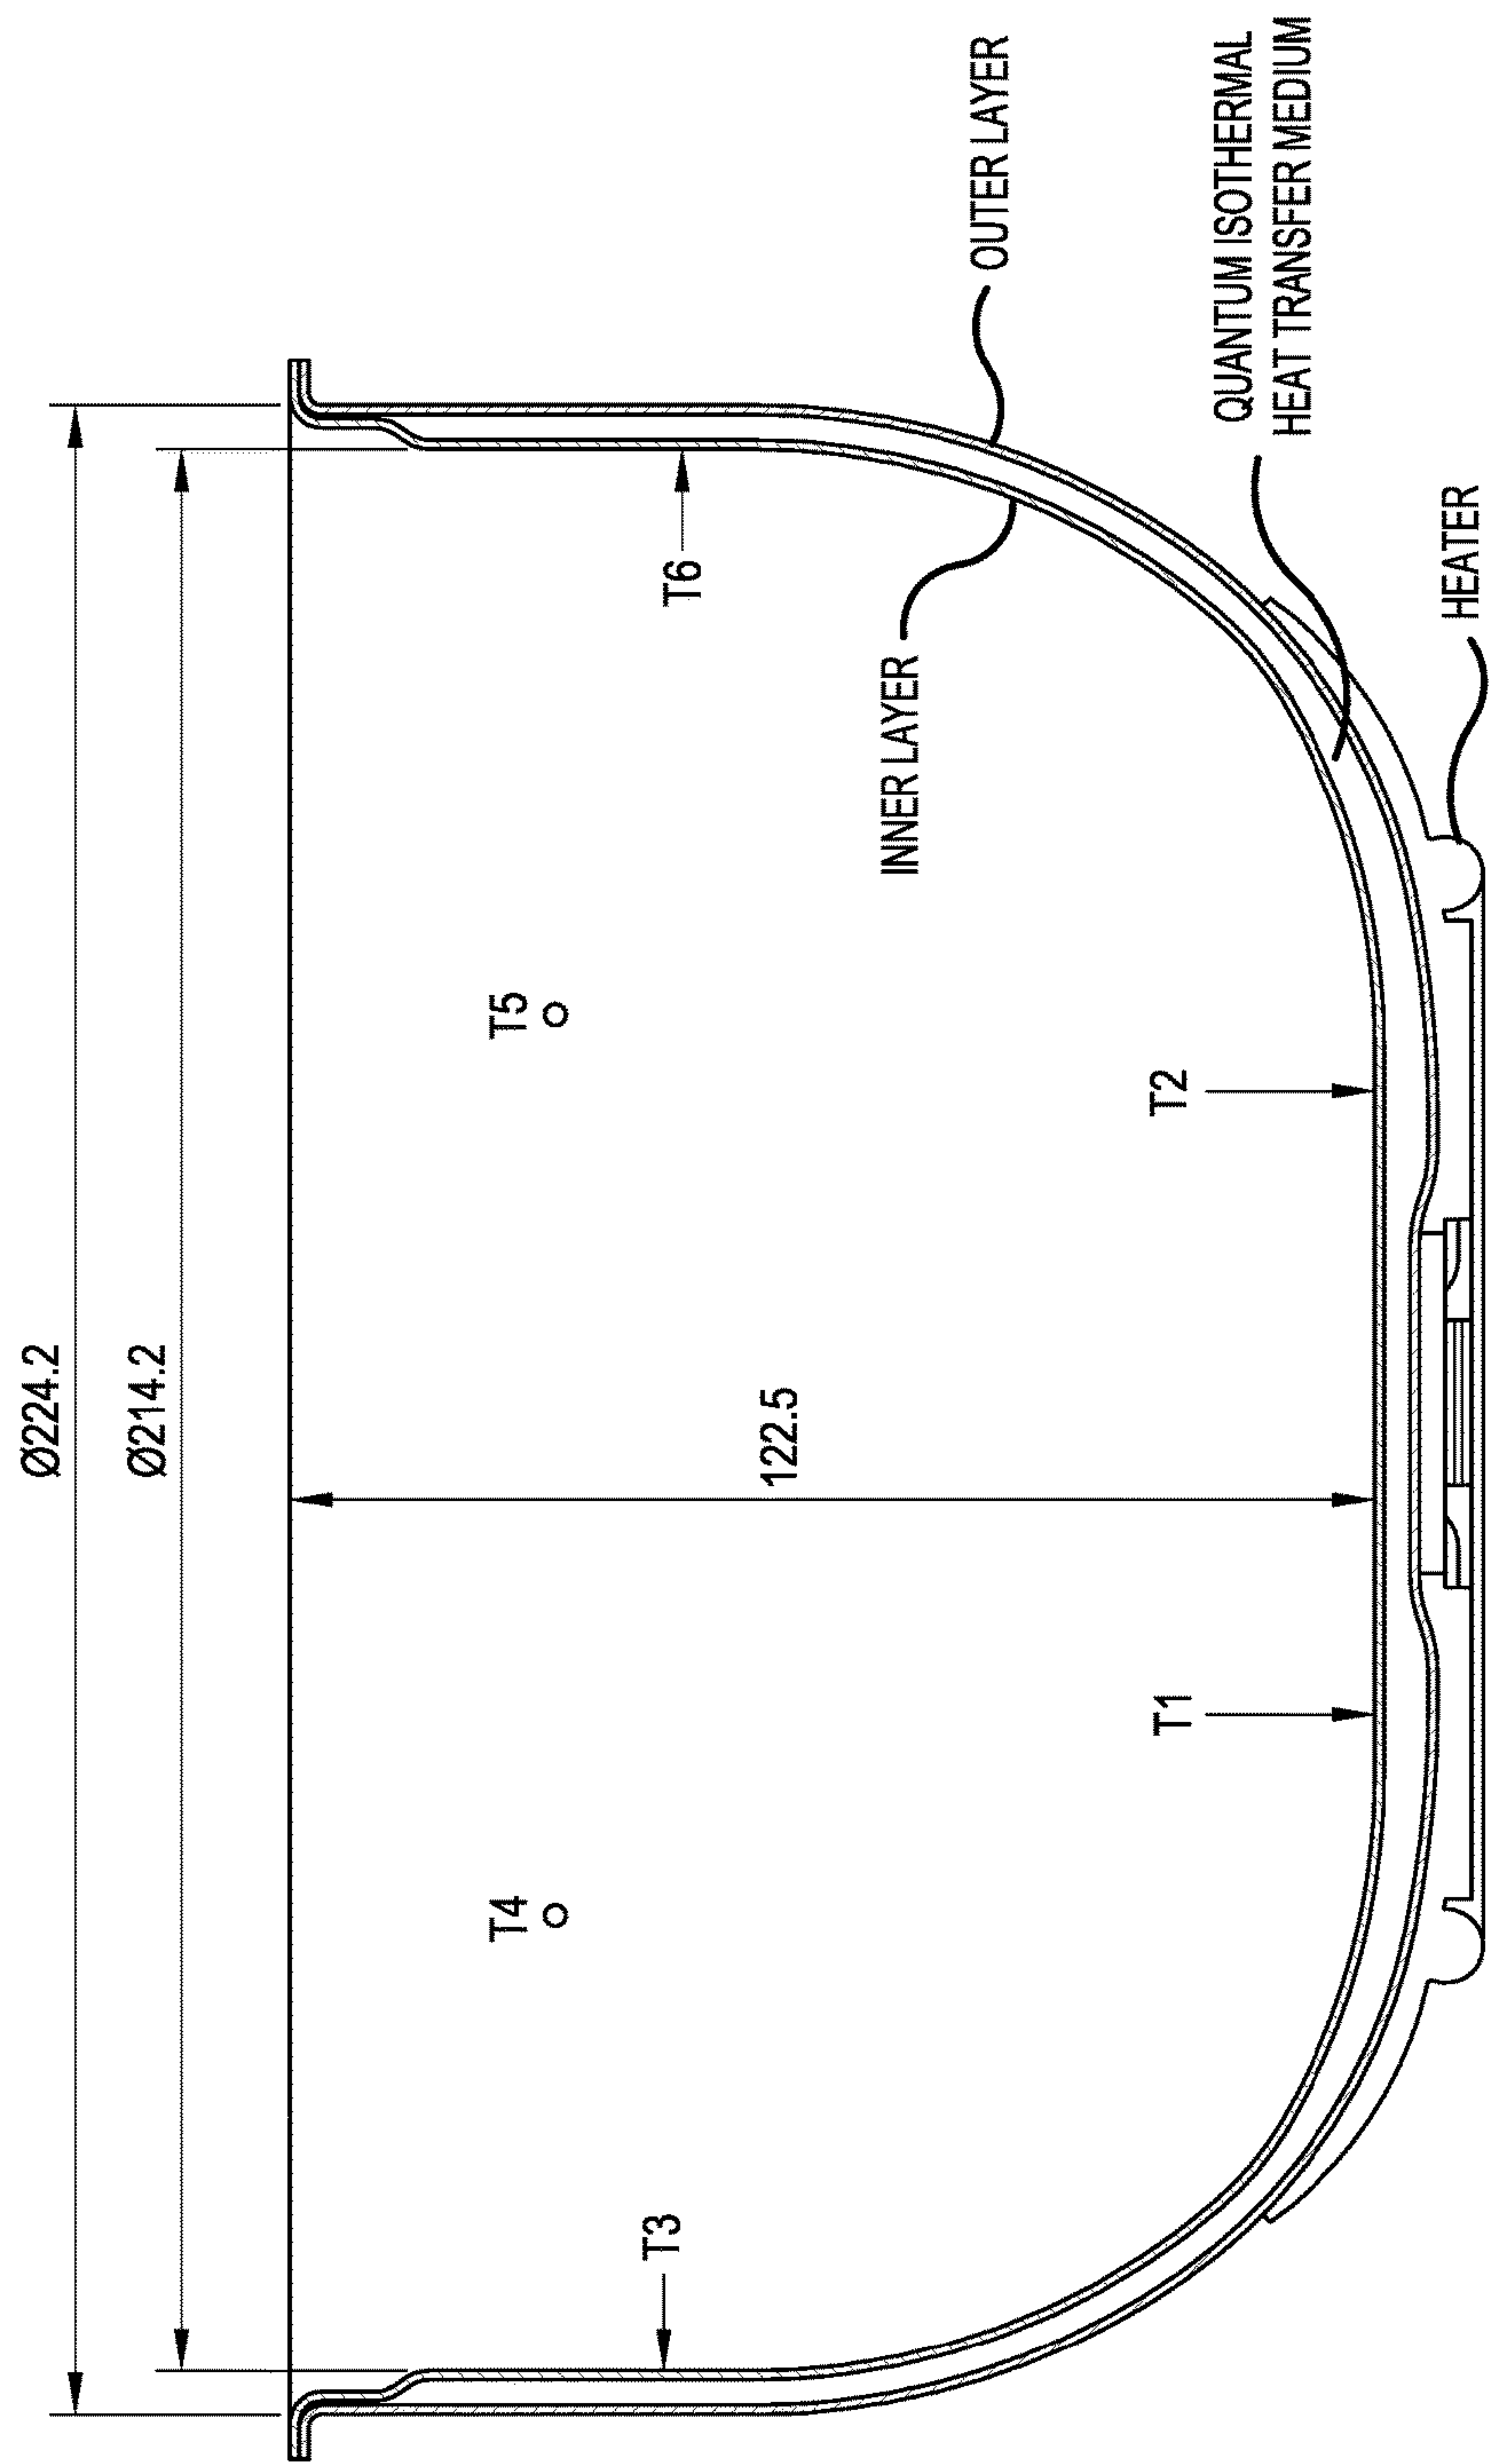 Ø224.2
Ø214.2
T4
T5
T3
T6
122.5
INNER LAYER
OUTER LAYER
T1
T2
QUANTUM ISOTHERMAL
HEAT TRANSFER MEDIUM
HEATER